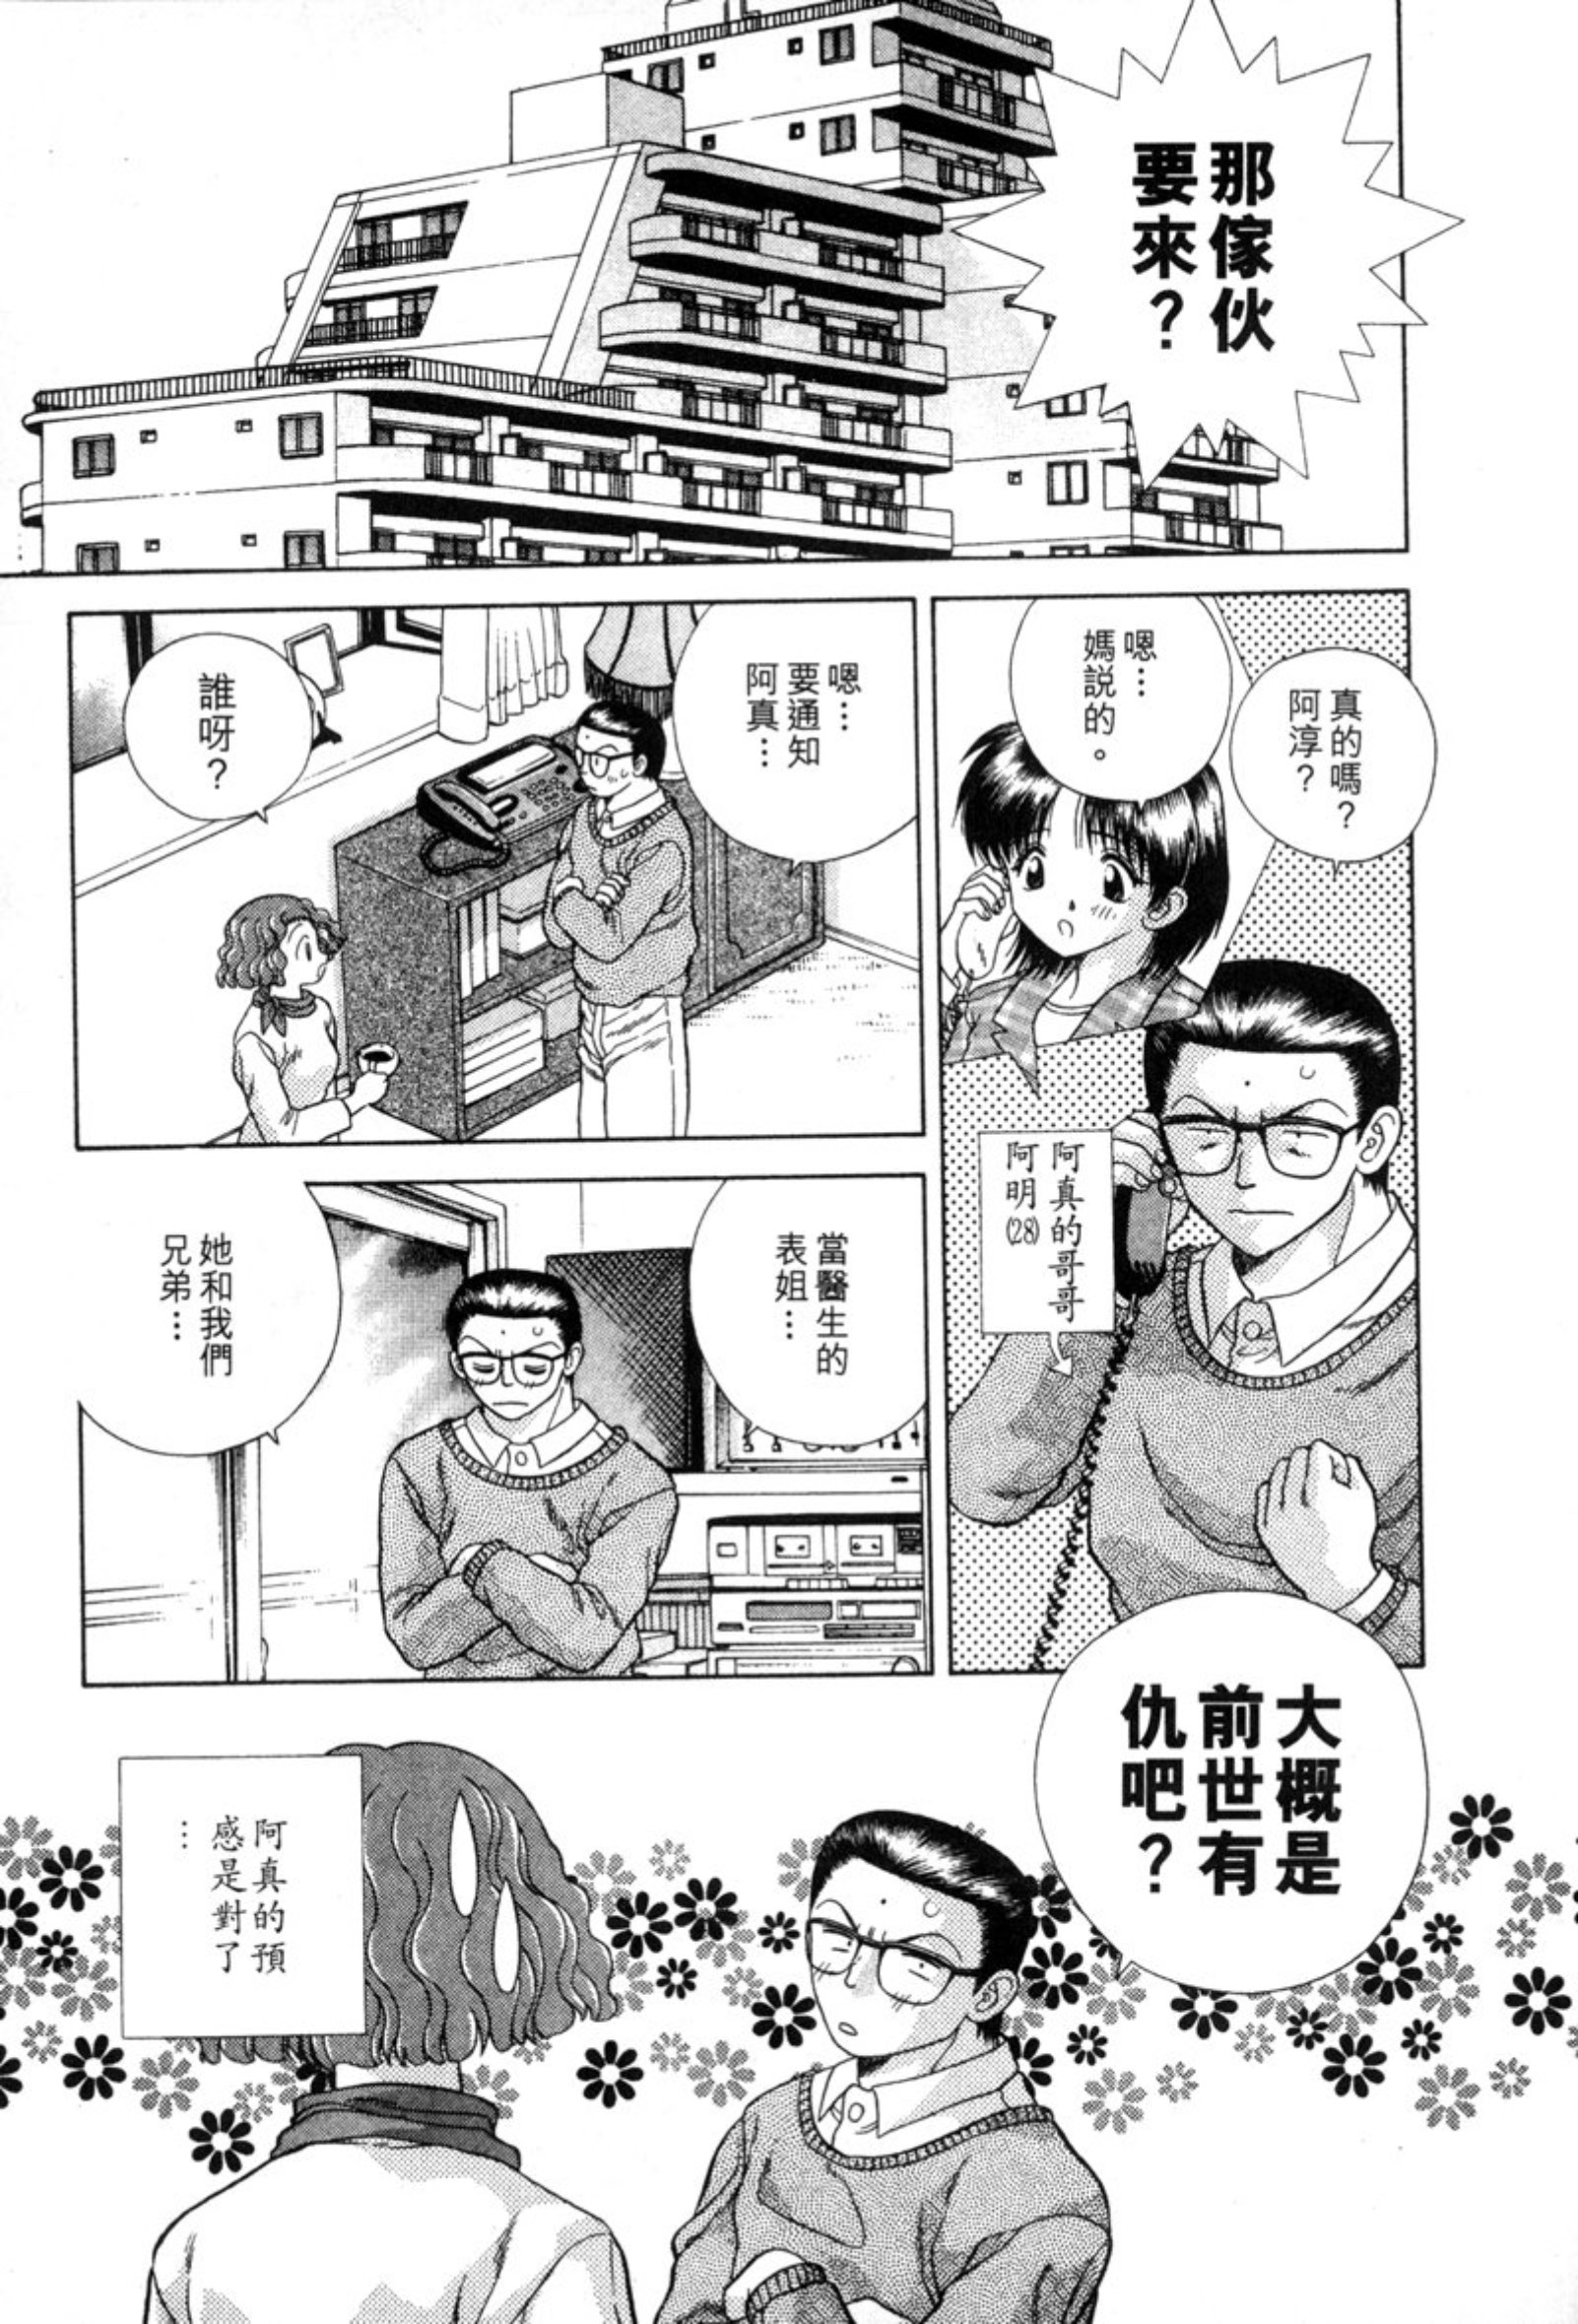 那傢伙
要來？
真的嗎？
阿淳？
嗯…
媽説的。
阿真的哥哥
阿明(28)
嗯…
要通知
阿真…
誰呀？
當醫生的
表姐…
她和我們
兄弟…
大概是
前世有
仇吧？
阿真的預
感是對了
…